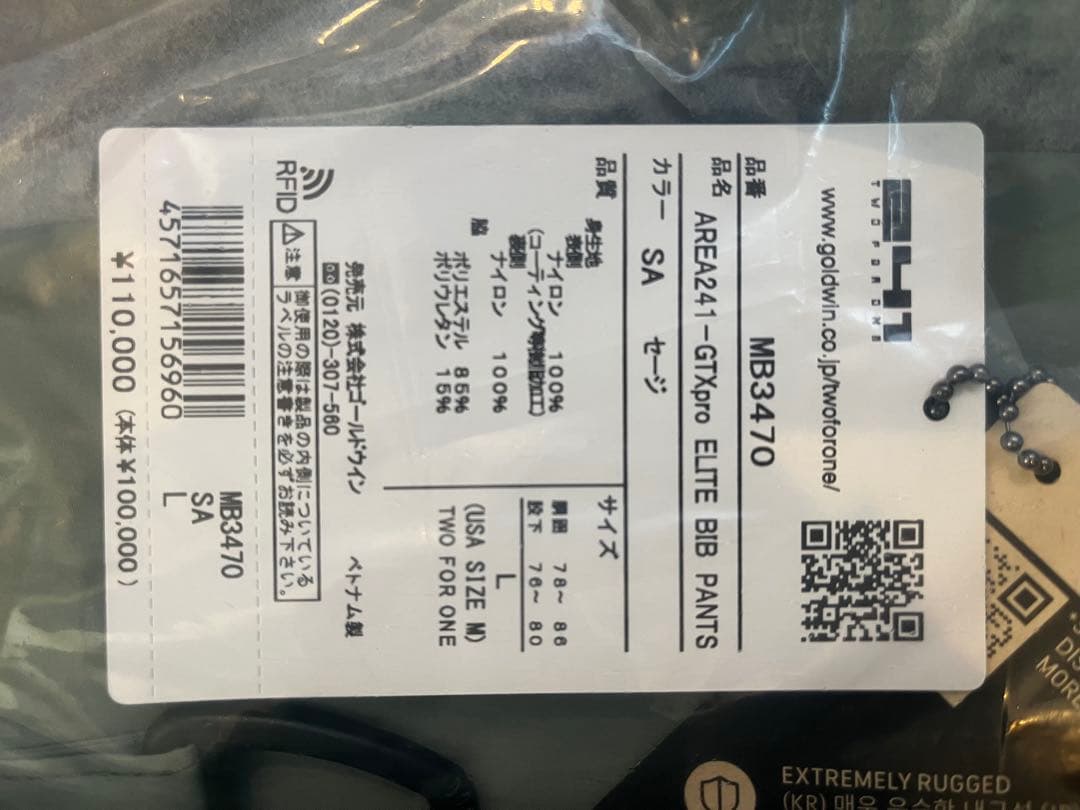 241
TWO FOR ONE
www.goldwin.co.jp/twoforone/
品番 MB3470
品名 AREA241-GTXpro ELITE BIB PANTS
カラー SA セージ
品質
身生地
表側 ナイロン 100%
(コーティング等樹脂加工)
裏側 ナイロン 100%
脇 ポリエステル 85%
ポリウレタン 15%
サイズ
胴囲 78~ 86
股下 76~ 80
L
(USA SIZE M)
TWO FOR ONE
発売元 株式会社ゴールドウイン ベトナム製
(0120)-307-560
注意
御使用の際は製品の内側についている
ラベルの注意書きを必ずお読み下さい。
RFID
4571657156960
MB3470
SA
L
¥110,000 (本体¥100,000)
EXTREMELY RUGGED
(KR)
MORE